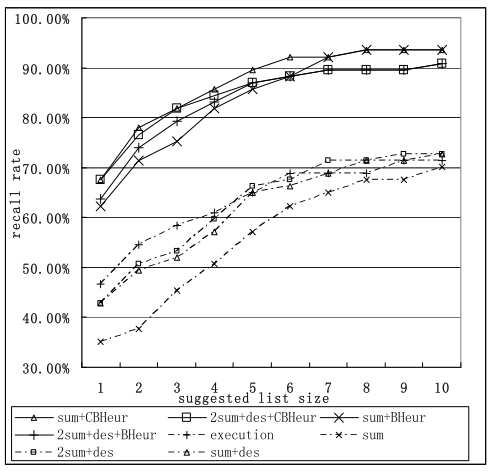 100.00%
90.00%
80.00%
70.00%
60.00%
50.00%
40.00%
30.00%
recall rate
1 2 3 4 5 6 7 8 9 10
suggested list size
sum+CBHeur 2sum+des+CBHeur sum+BHeur
2sum+des+BHeur execution sum
2sum+des sum+des